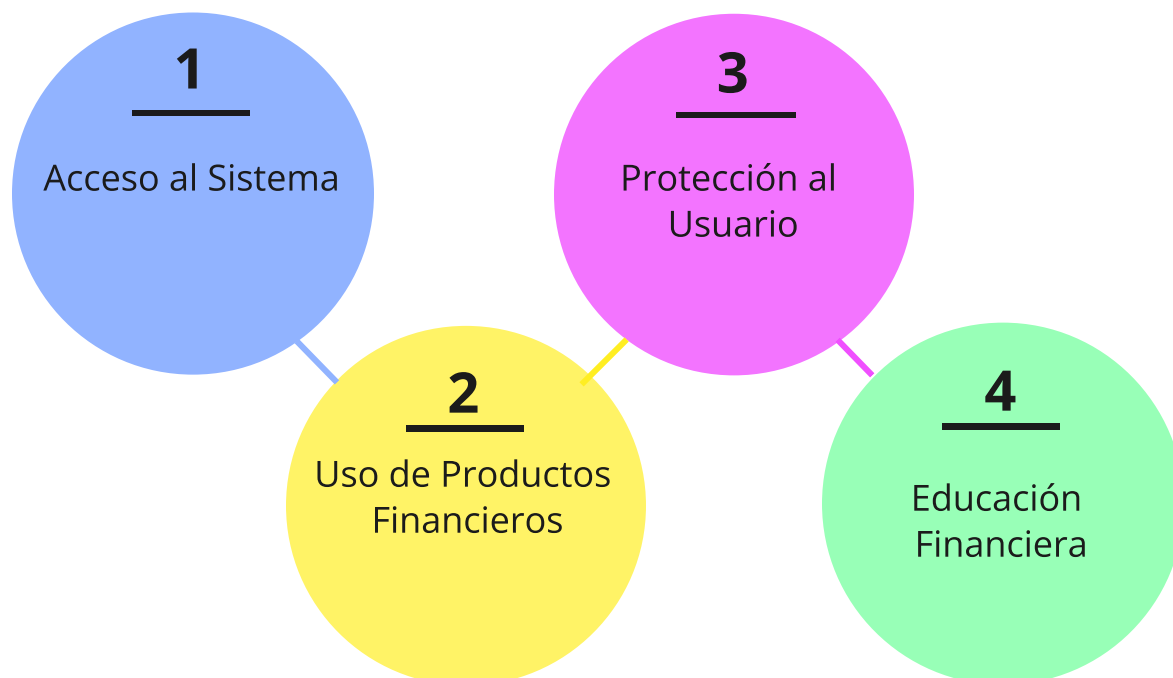 1
Acceso al Sistema
2
Uso de Productos
Financieros
3
Protección al
Usuario
4
Educación
Financiera